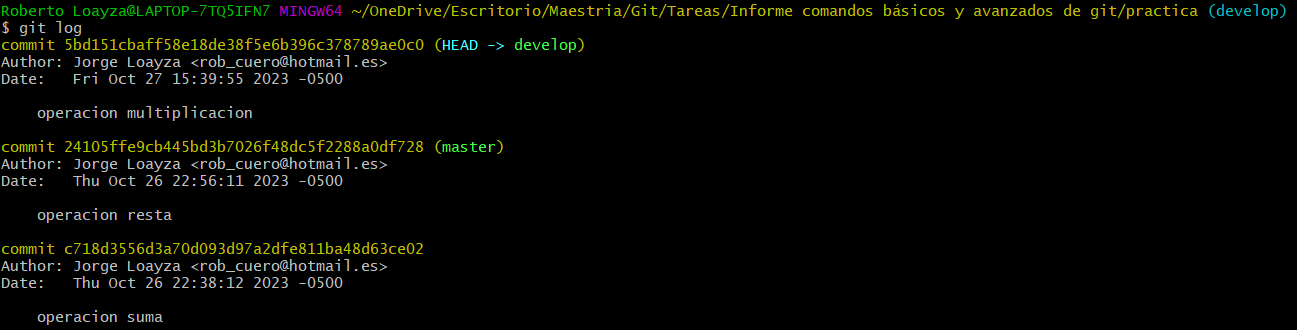 Roberto Loayza@LAPTOP-7TQ5IFN7 MINGW64 ~/OneDrive/Escritorio/Maestria/Git/Tareas/Informe comandos básicos y avanzados de git/practica (develop)
$ git log
commit 5bd151cbaff58e18de38f5e6b396c378789ae0c0 (HEAD -> develop)
Author: Jorge Loayza <rob_cuero@hotmail.es>
Date:   Fri Oct 27 15:39:55 2023 -0500
operacion multiplicacion
commit 24105ffe9cb445bd3b7026f48dc5f2288a0df728 (master)
Author: Jorge Loayza <rob_cuero@hotmail.es>
Date:   Thu Oct 26 22:56:11 2023 -0500
operacion resta
commit c718d3556d3a70d093d97a2dfe811ba48d63ce02
Author: Jorge Loayza <rob_cuero@hotmail.es>
Date:   Thu Oct 26 22:38:12 2023 -0500
operacion suma